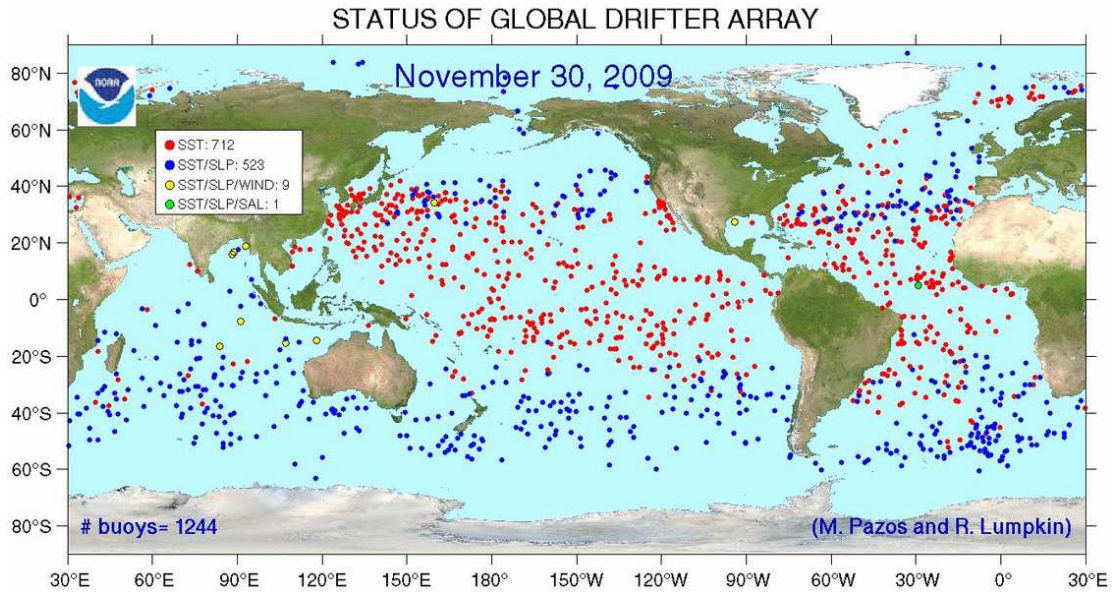 STATUS OF GLOBAL DRIFTER ARRAY
November 30, 2009
NOAA
SST: 712
SST/SLP: 523
SST/SLP/WIND: 9
SST/SLP/SAL: 1
80°N
60°N
40°N
20°N
0°
20°S
40°S
60°S
80°S
# buoys= 1244
(M. Pazos and R. Lumpkin)
30°E 60°E 90°E 120°E 150°E 180° 150°W 120°W 90°W 60°W 30°W 0° 30°E